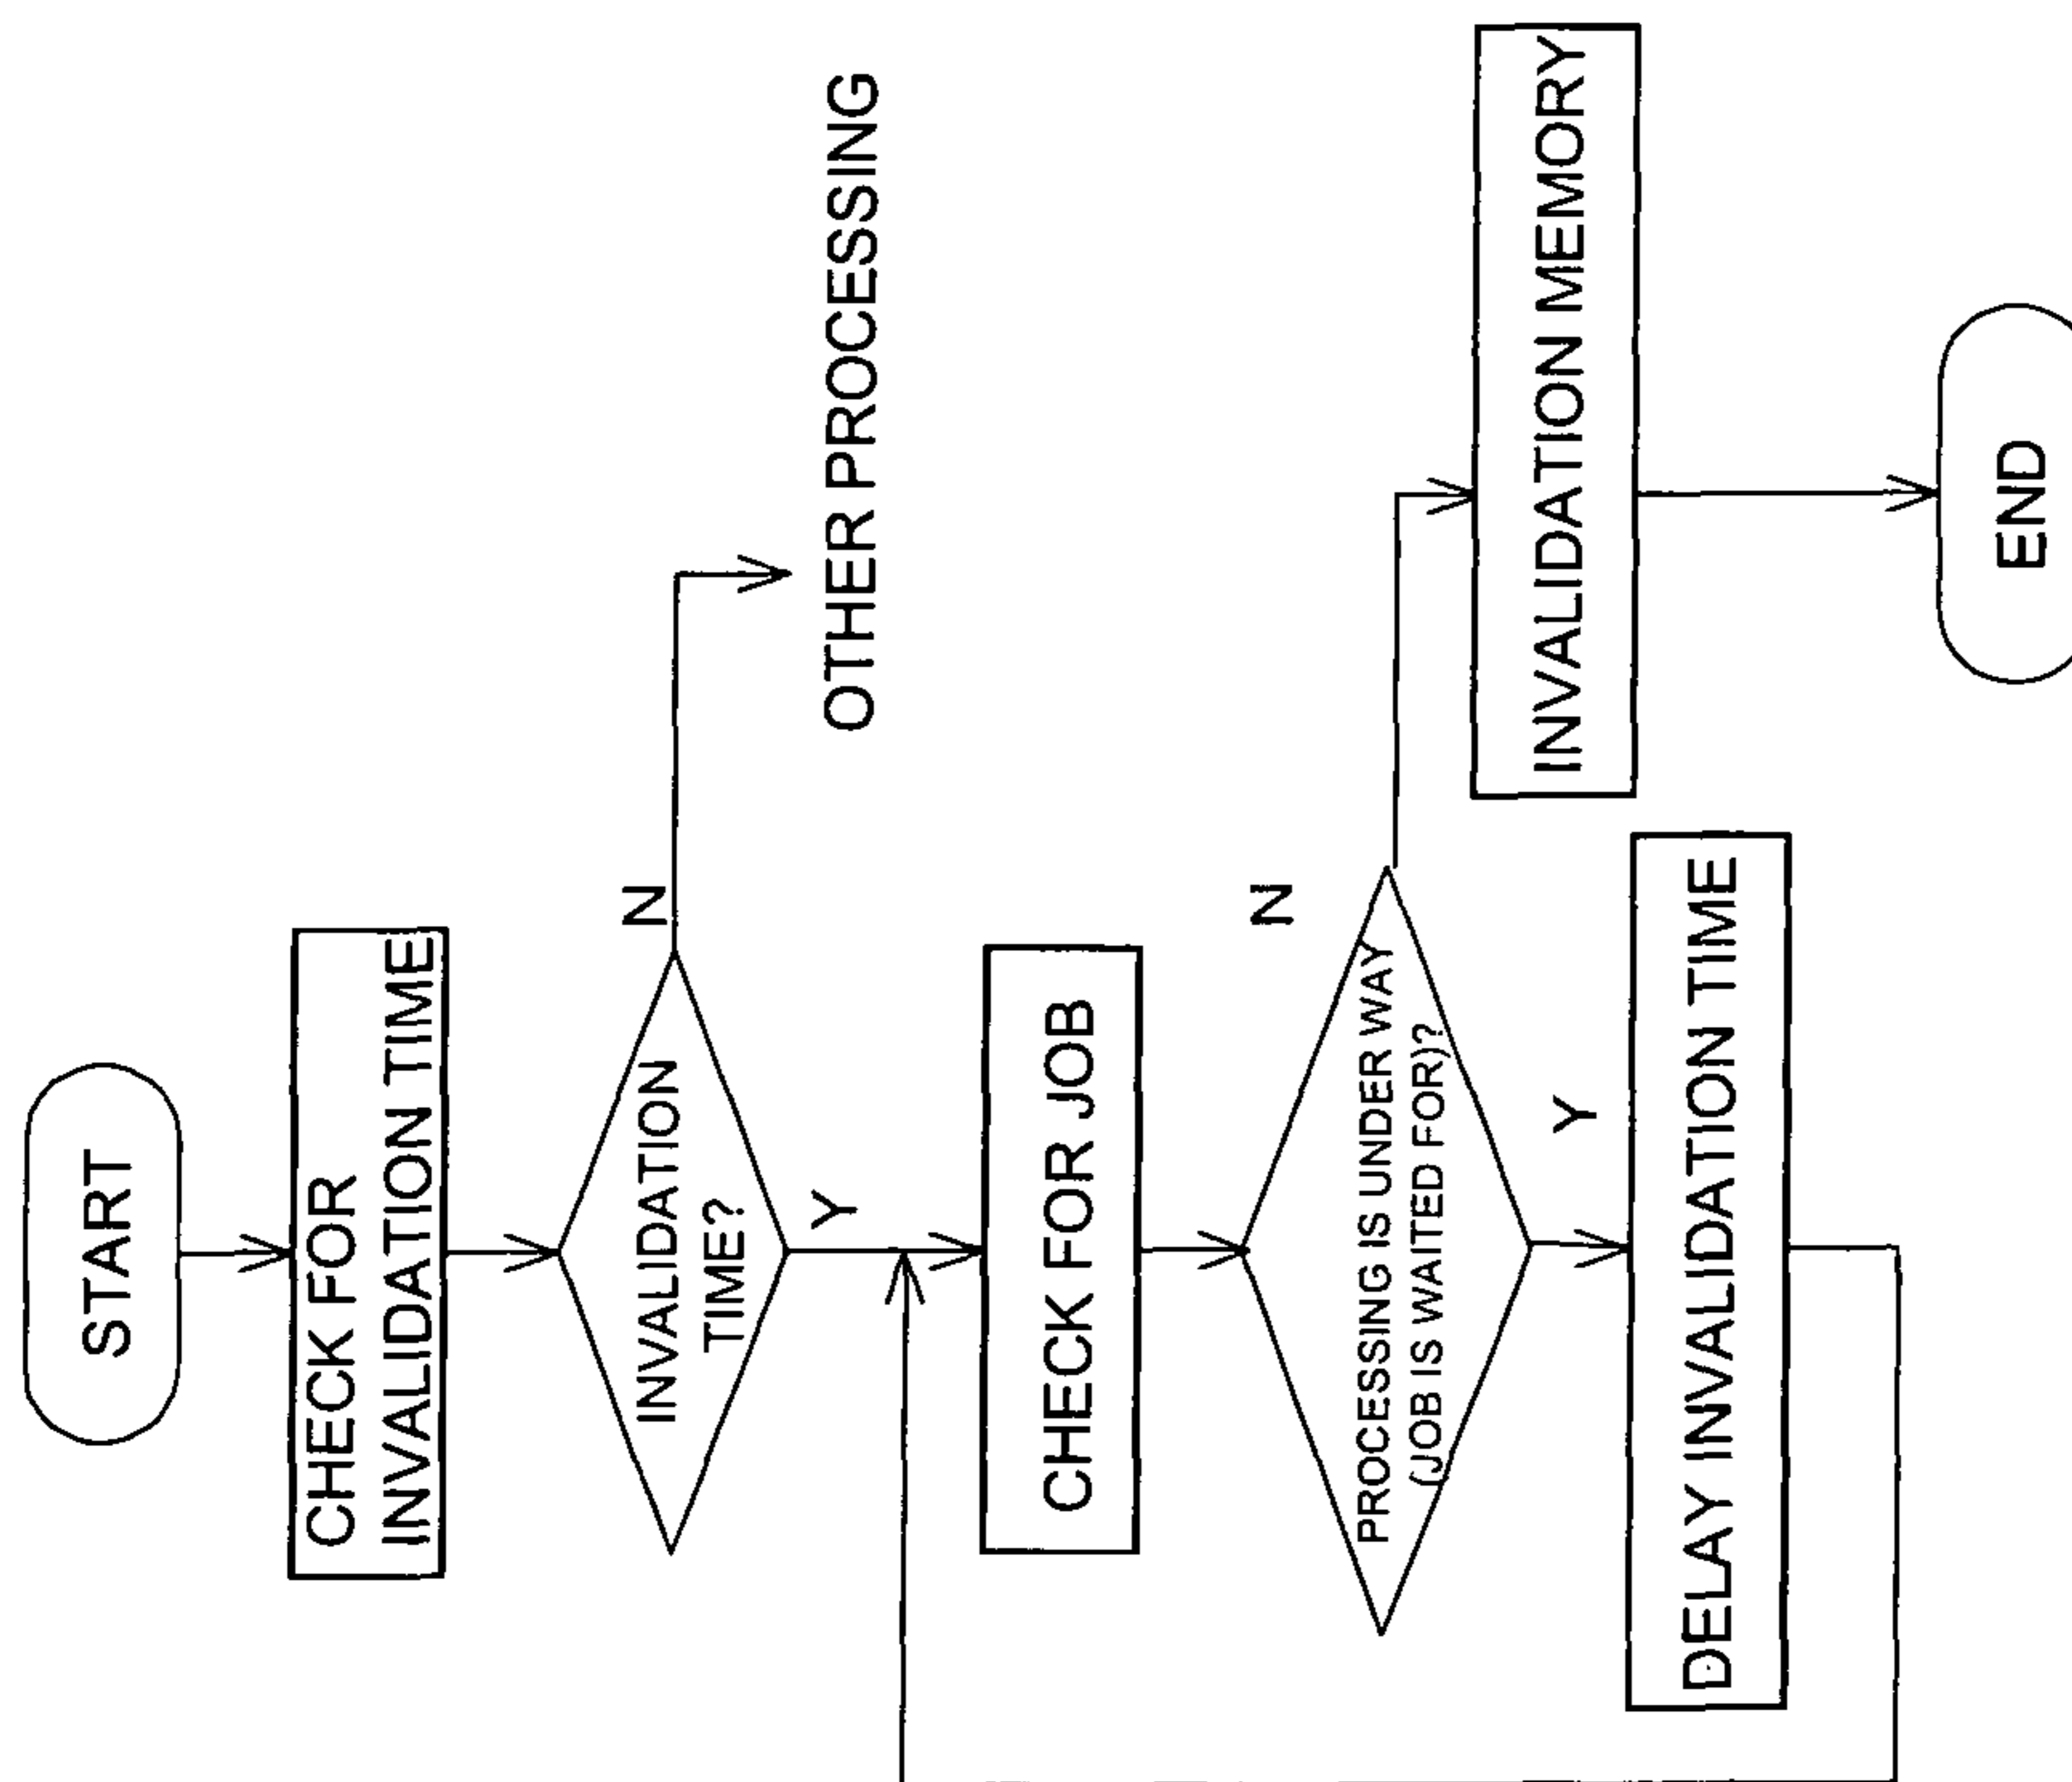 START
CHECK FOR
INVALIDATION TIME
INVALIDATION
TIME?
N
OTHER PROCESSING
Y
CHECK FOR JOB
PROCESSING IS UNDER WAY
(JOB IS WAITED FOR)?
N
INVALIDATION MEMORY
Y
DELAY INVALIDATION TIME
END